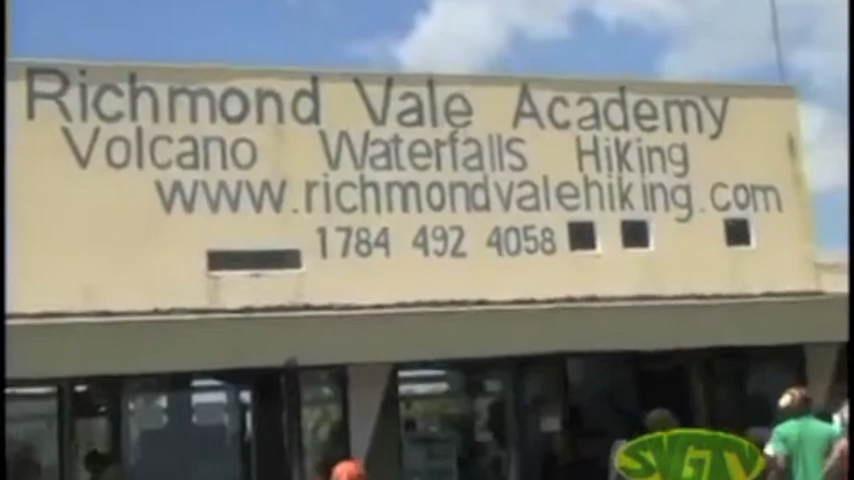 Richmond Vale Academy
Volcano Waterfalls Hiking
www.richmondvalehiking.com
1784 492 4058
SVGTV